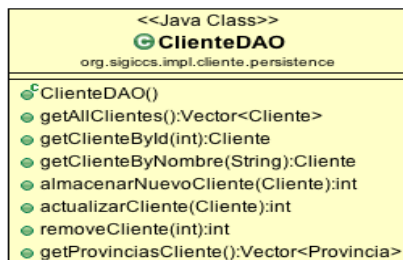 <<Java Class>>
ClienteDAO
org.sigiccs.impl.cliente.persistence
ClienteDAO()
getAllClientes():Vector<Cliente>
getClienteById(int):Cliente
getClienteByNombre(String):Cliente
almacenarNuevoCliente(Cliente):int
actualizarCliente(Cliente):int
removeCliente(int):int
getProvinciasCliente():Vector<Provincia>